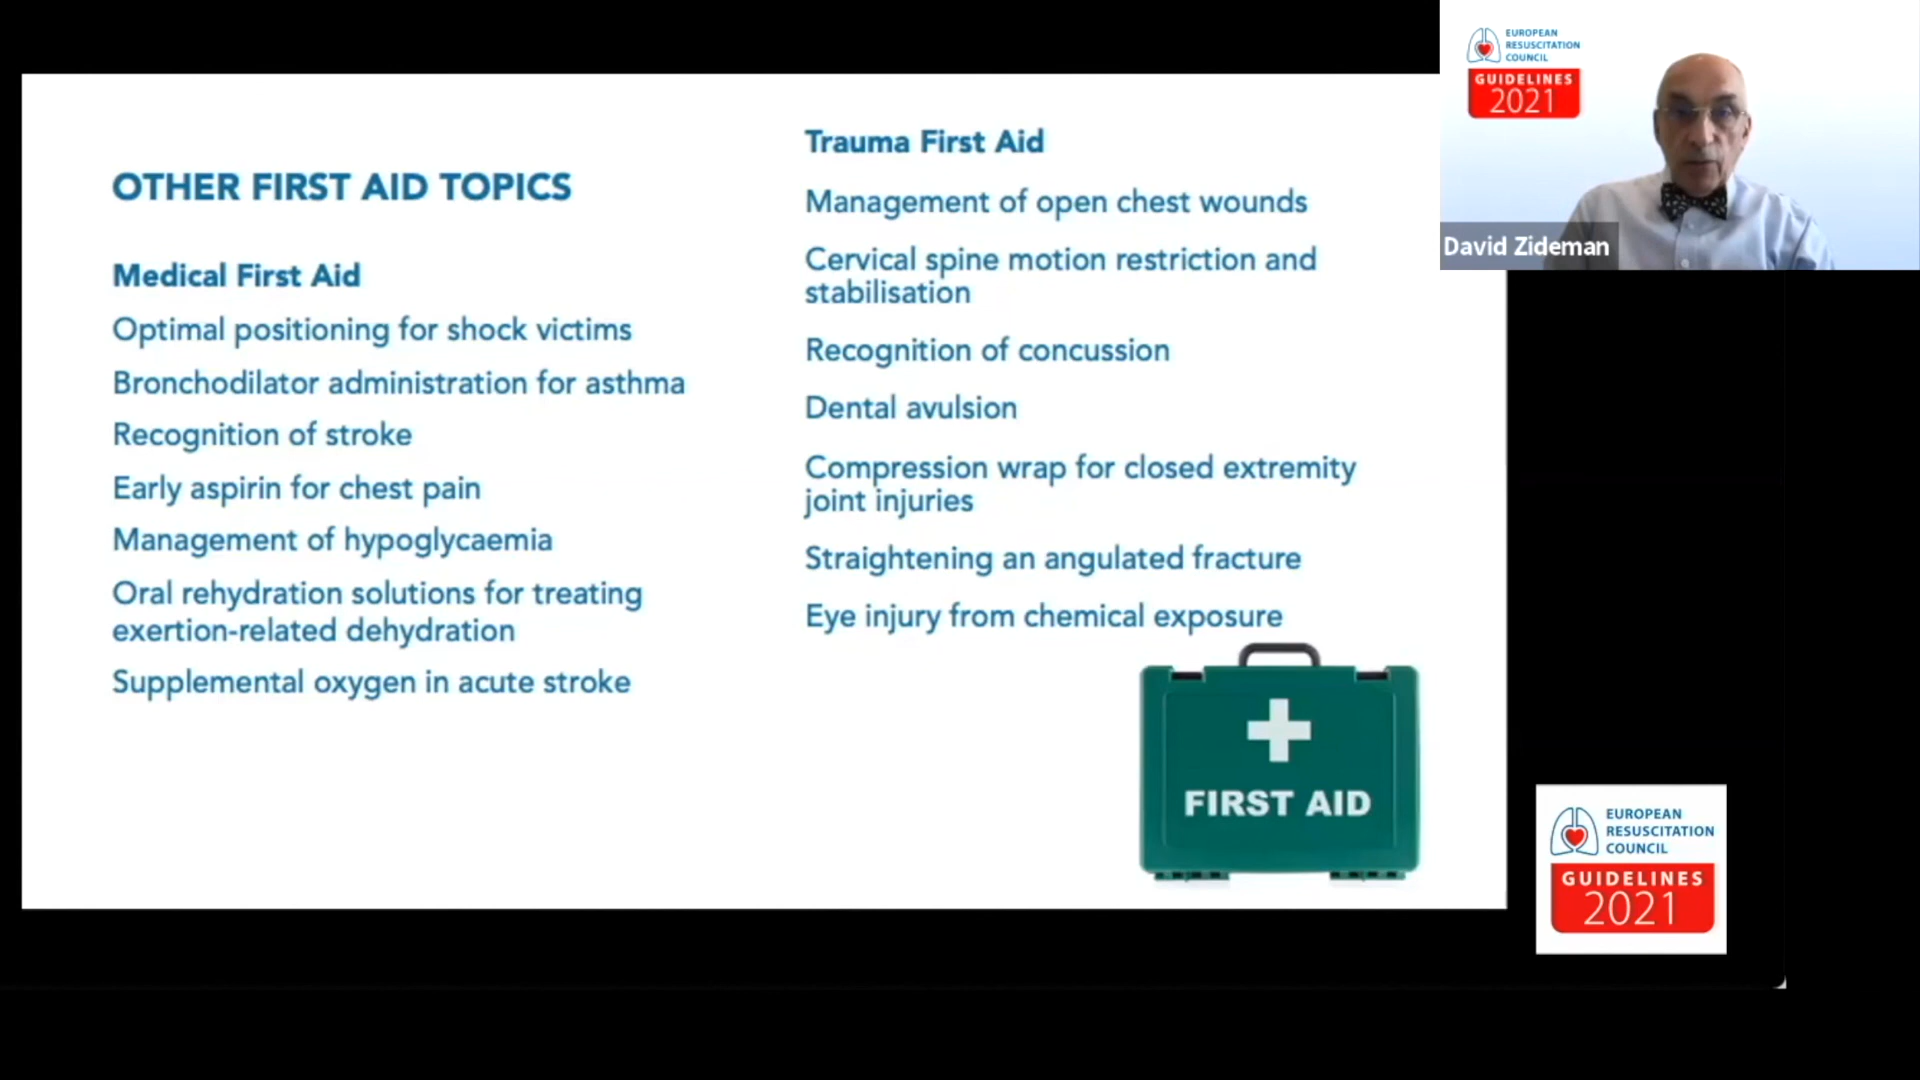 OTHER FIRST AID TOPICS
Medical First Aid
Optimal positioning for shock victims
Bronchodilator administration for asthma
Recognition of stroke
Early aspirin for chest pain
Management of hypoglycaemia
Oral rehydration solutions for treating
exertion-related dehydration
Supplemental oxygen in acute stroke
Trauma First Aid
Management of open chest wounds
Cervical spine motion restriction and
stabilisation
Recognition of concussion
Dental avulsion
Compression wrap for closed extremity
joint injuries
Straightening an angulated fracture
Eye injury from chemical exposure
FIRST AID
EUROPEAN
RESUSCITATION
COUNCIL
GUIDELINES
2021
David Zideman
EUROPEAN
RESUSCITATION
COUNCIL
GUIDELINES
2021